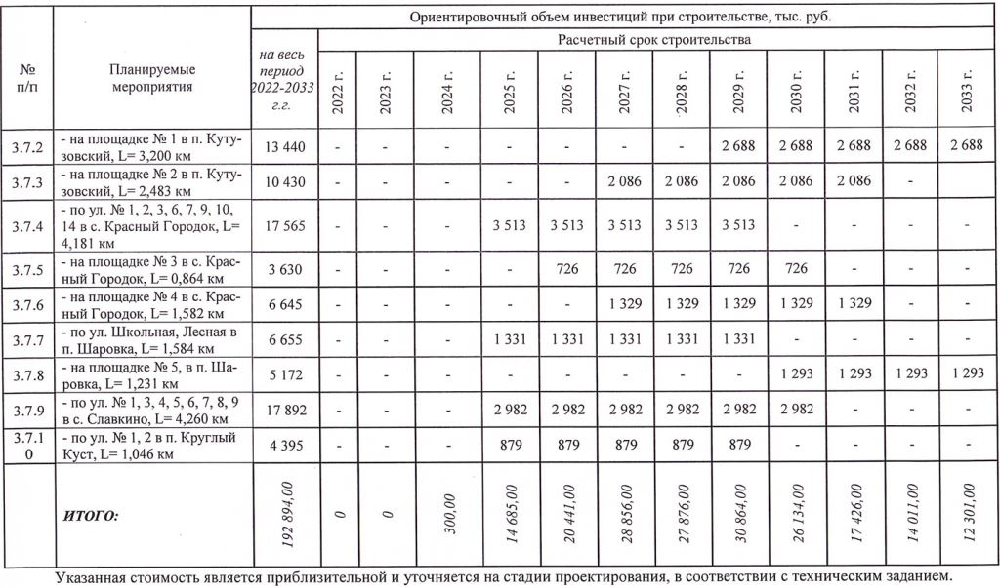 № п/п
Планируемые мероприятия
Ориентировочный объем инвестиций при строительстве, тыс. руб.
на весь период 2022-2033 г.г.
Расчетный срок строительства
2022 г. 2023 г. 2024 г. 2025 г. 2026 г. 2027 г. 2028 г. 2029 г. 2030 г. 2031 г. 2032 г. 2033 г.
3.7.2 - на площадке № 1 в п. Куту-
зовский, L= 3,200 км 13 440 - - - - - - - 2 688 2 688 2 688 2 688 2 688
3.7.3 - на площадке № 2 в п. Куту-
зовский, L= 2,483 км 10 430 - - - - - 2 086 2 086 2 086 2 086 2 086 -
3.7.4 - по ул. № 1, 2, 3, 6, 7, 9, 10,
14 в с. Красный Городок, L=
4,181 км 17 565 - - - 3 513 3 513 3 513 3 513 3 513 - - - -
3.7.5 - на площадке № 3 в с. Крас-
ный Городок, L= 0,864 км 3 630 - - - - 726 726 726 726 726 - - -
3.7.6 - на площадке № 4 в с. Крас-
ный Городок, L= 1,582 км 6 645 - - - - - 1 329 1 329 1 329 1 329 1 329 - -
3.7.7 - по ул. Школьная, Лесная в
п. Шаровка, L= 1,584 км 6 655 - - - 1 331 1 331 1 331 1 331 1 331 - - - -
3.7.8 - на площадке № 5, в п. Ша-
ровка, L= 1,231 км 5 172 - - - - - - - - 1 293 1 293 1 293 1 293
3.7.9 - по ул. № 1, 3, 4, 5, 6, 7, 8, 9
в с. Славкино, L= 4,260 км 17 892 - - - 2 982 2 982 2 982 2 982 2 982 2 982 - - -
3.7.1
0 - по ул. № 1, 2 в п. Круглый
Куст, L= 1,046 км 4 395 - - - 879 879 879 879 879 - - - -
ИТОГО: 192 894,00 0 0 300,00 14 685,00 20 441,00 28 856,00 27 876,00 30 864,00 26 134,00 17 426,00 14 011,00 12 301,00
Указанная стоимость является приблизительной и уточняется на стадии проектирования, в соответствии с техническим заданием.